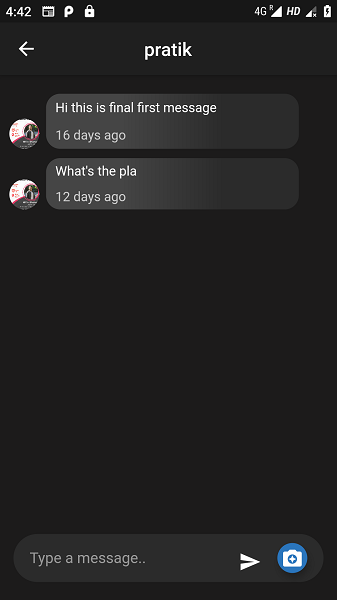 4:42
4G R HD
pratik
Hi this is final first message
16 days ago
What's the pla
12 days ago
Type a message..